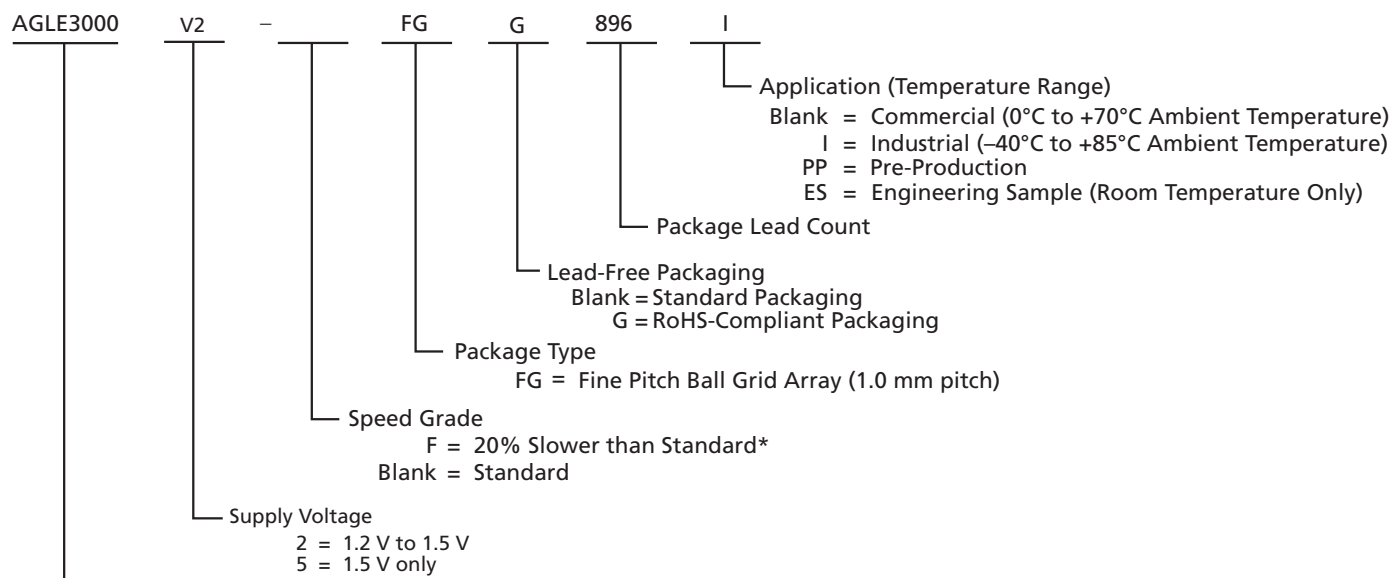 AGLE3000 V2 – FG G 896 I
Application (Temperature Range)
Blank = Commercial (0°C to +70°C Ambient Temperature)
I = Industrial (–40°C to +85°C Ambient Temperature)
PP = Pre-Production
ES = Engineering Sample (Room Temperature Only)
Package Lead Count
Lead-Free Packaging
Blank = Standard Packaging
G = RoHS-Compliant Packaging
Package Type
FG = Fine Pitch Ball Grid Array (1.0 mm pitch)
Speed Grade
F = 20% Slower than Standard*
Blank = Standard
Supply Voltage
2 = 1.2 V to 1.5 V
5 = 1.5 V only